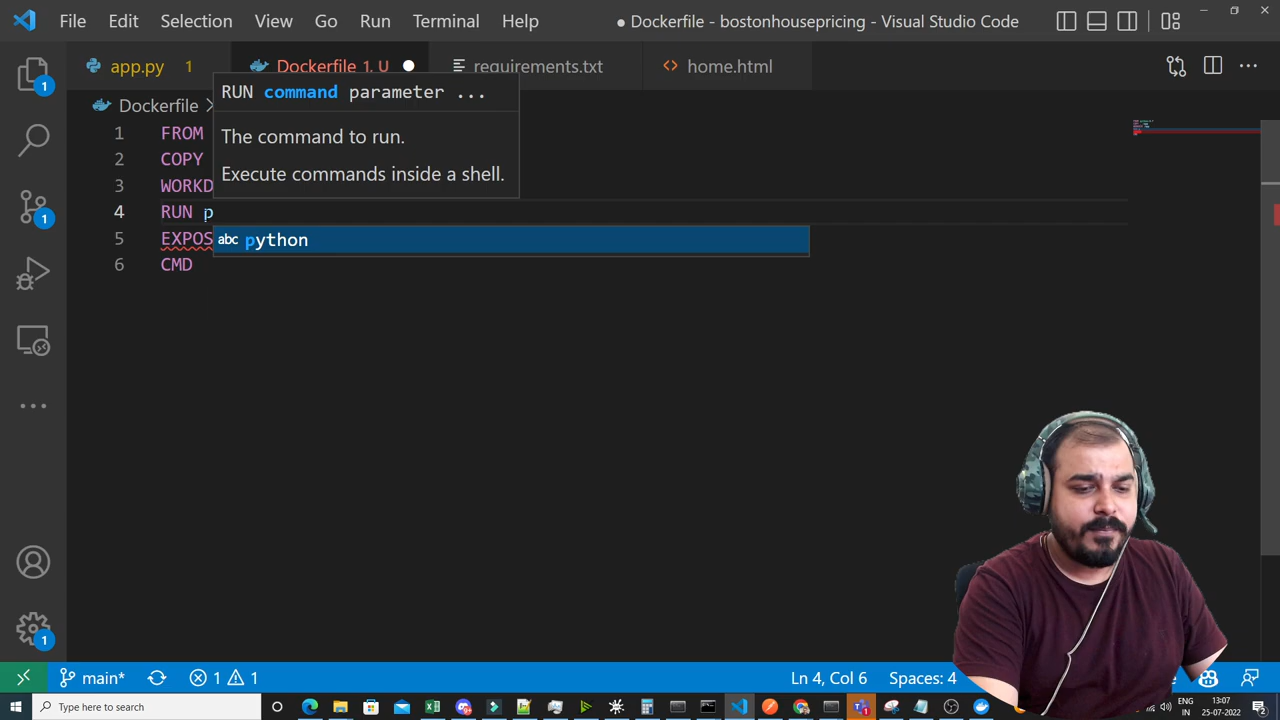 File Edit Selection View Go Run Terminal Help ● Dockerfile - bostonhousepricing - Visual Studio Code
app.py 1 Dockerfile 1, U requirements.txt home.html
Dockerfile
RUN command parameter ...
The command to run.
Execute commands inside a shell.
1 FROM
2 COPY
3 WORKD
4 RUN p
5 EXPOS
abc python
6 CMD
1
1
1
main* 1 1 Ln 4, Col 6 Spaces: 4
Type here to search
ENG
IN
13:07
25-07-2022